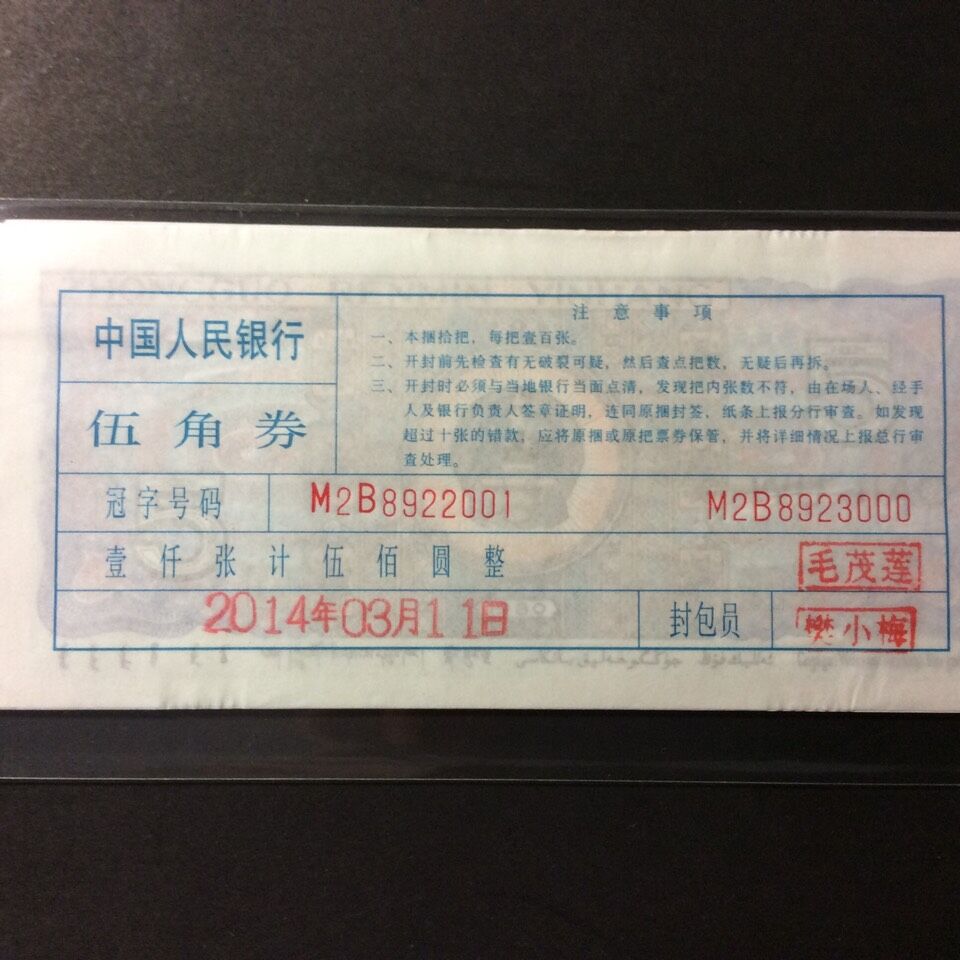 中国人民银行
伍角券
注意事项
一、本捆拾把，每把壹百张。
二、开封前先检查有无破裂可疑，然后查点把数，无疑后再拆。
三、开封时必须与当地银行当面点清，发现把内张数不符，由在场人、经手
人及银行负责人签章证明，连同原捆封签，纸条上报分行审查。如发现
超过十张的错款，应将原捆或原把票券保管，并将详细情况上报总行审
查处理。
冠字号码 M2B8922001 M2B8923000
壹仟张计伍佰圆整 毛茂莲
2014年03月11日 封包员 樊小梅